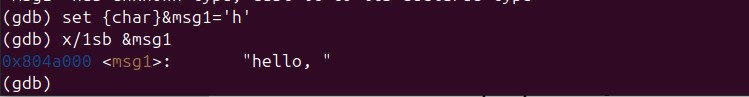 (gdb) set {char}&msg1='h'
(gdb) x/1sb &msg1
0x804a000 <msg1>:       "hello, "
(gdb)